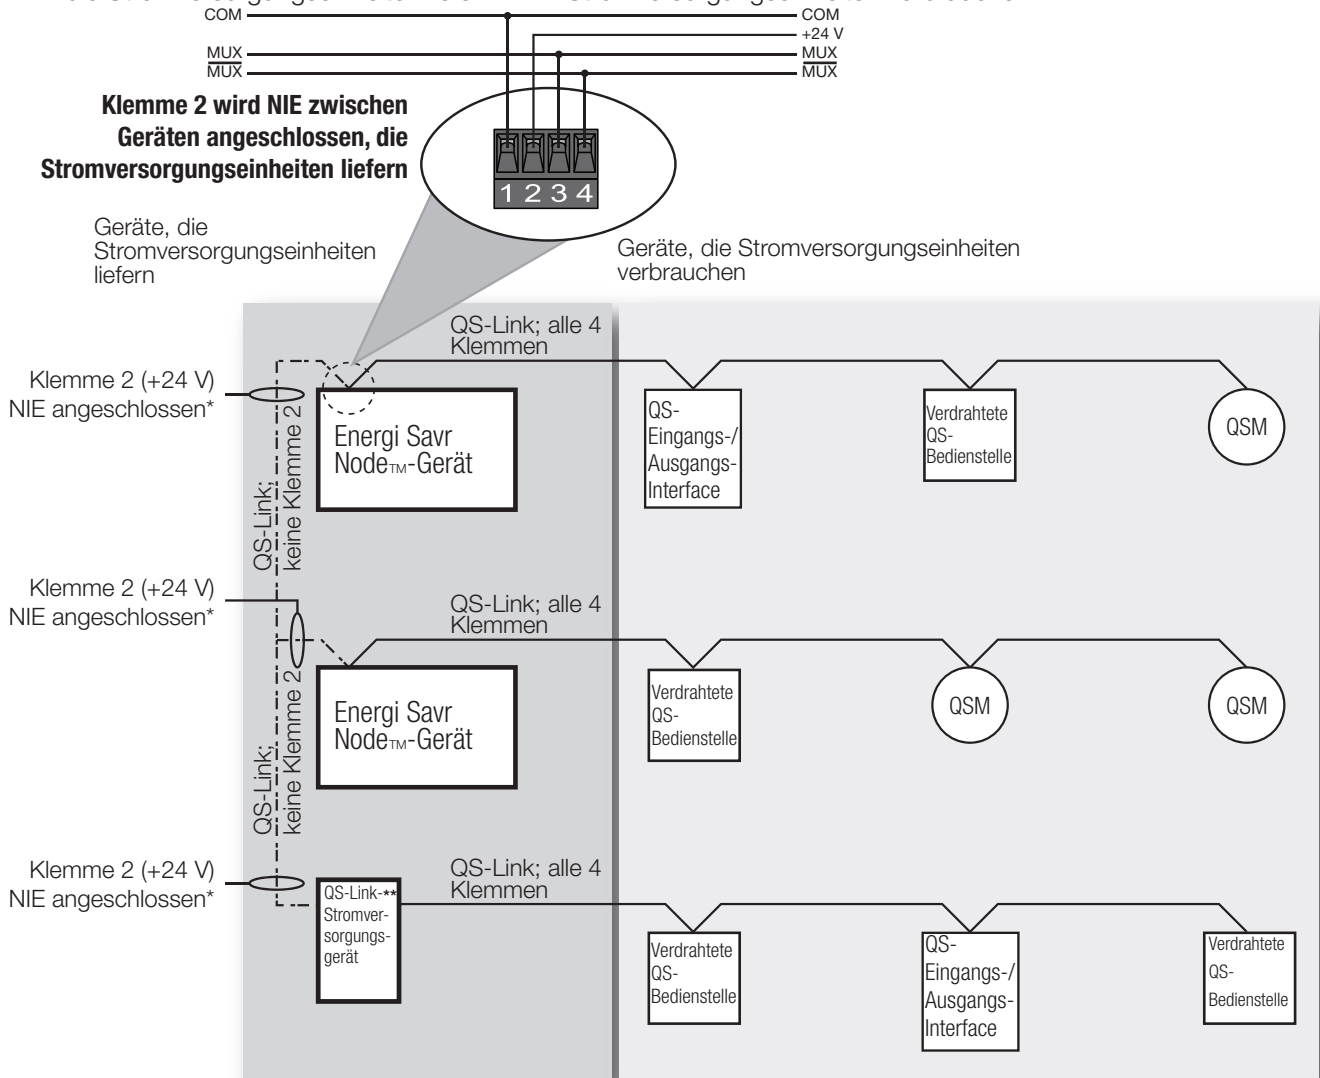 COM
COM
+24 V
MUX
MUX
MUX
MUX
Klemme 2 wird NIE zwischen
Geräten angeschlossen, die
Stromversorgungseinheiten liefern
1 2 3 4
Geräte, die
Stromversorgungseinheiten
liefern
Geräte, die Stromversorgungseinheiten
verbrauchen
QS-Link; alle 4
Klemmen
Klemme 2 (+24 V)
NIE angeschlossen*
QS-Link;
keine Klemme 2
Energi Savr
Node™-Gerät
QS-
Eingangs-/
Ausgangs-
Interface
Verdrahtete
QS-
Bedienstelle
QSM
Klemme 2 (+24 V)
NIE angeschlossen*
QS-Link; alle 4
Klemmen
QS-Link;
keine Klemme 2
Energi Savr
Node™-Gerät
Verdrahtete
QS-
Bedienstelle
QSM
QSM
Klemme 2 (+24 V)
NIE angeschlossen*
QS-Link; alle 4
Klemmen
QS-Link-**
Stromver-
sorgungs-
gerät
Verdrahtete
QS-
Bedienstelle
QS-
Eingangs-/
Ausgangs-
Interface
Verdrahtete
QS-
Bedienstelle